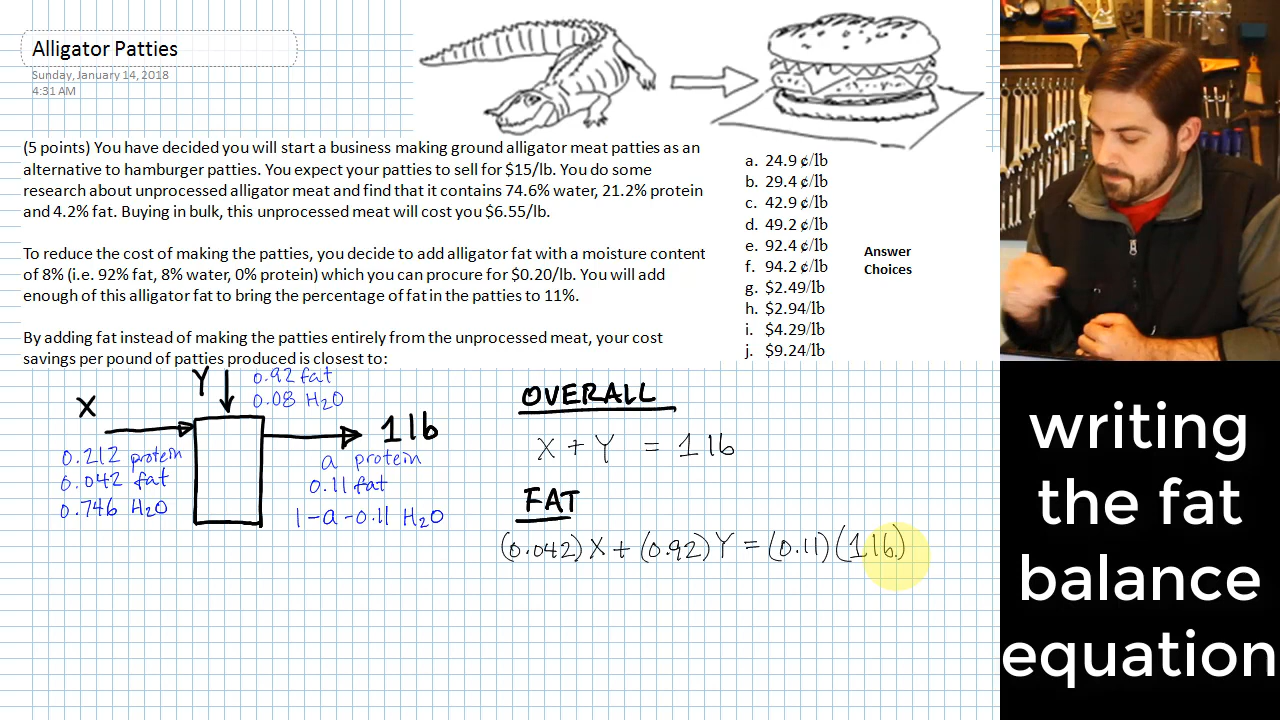 Alligator Patties
Sunday, January 14, 2018
4:31 AM
(5 points) You have decided you will start a business making ground alligator meat patties as an
alternative to hamburger patties. You expect your patties to sell for $15/lb. You do some
research about unprocessed alligator meat and find that it contains 74.6% water, 21.2% protein
and 4.2% fat. Buying in bulk, this unprocessed meat will cost you $6.55/lb.
To reduce the cost of making the patties, you decide to add alligator fat with a moisture content
of 8% (i.e. 92% fat, 8% water, 0% protein) which you can procure for $0.20/lb. You will add
enough of this alligator fat to bring the percentage of fat in the patties to 11%.
By adding fat instead of making the patties entirely from the unprocessed meat, your cost
savings per pound of patties produced is closest to:
a. 24.9 ¢/lb
b. 29.4 ¢/lb
c. 42.9 ¢/lb
d. 49.2 ¢/lb
e. 92.4 ¢/lb
f. 94.2 ¢/lb
g. $2.49/lb
h. $2.94/lb
i. $4.29/lb
j. $9.24/lb
Answer
Choices
X
0.212 protein
0.042 fat
0.746 H2O
Y
0.92 fat
0.08 H2O
1 lb
a protein
0.11 fat
1-a-0.11 H2O
OVERALL
X + Y = 1 lb
FAT
(0.042) X + (0.92) Y = (0.11) (1 lb)
writing
the fat
balance
equation